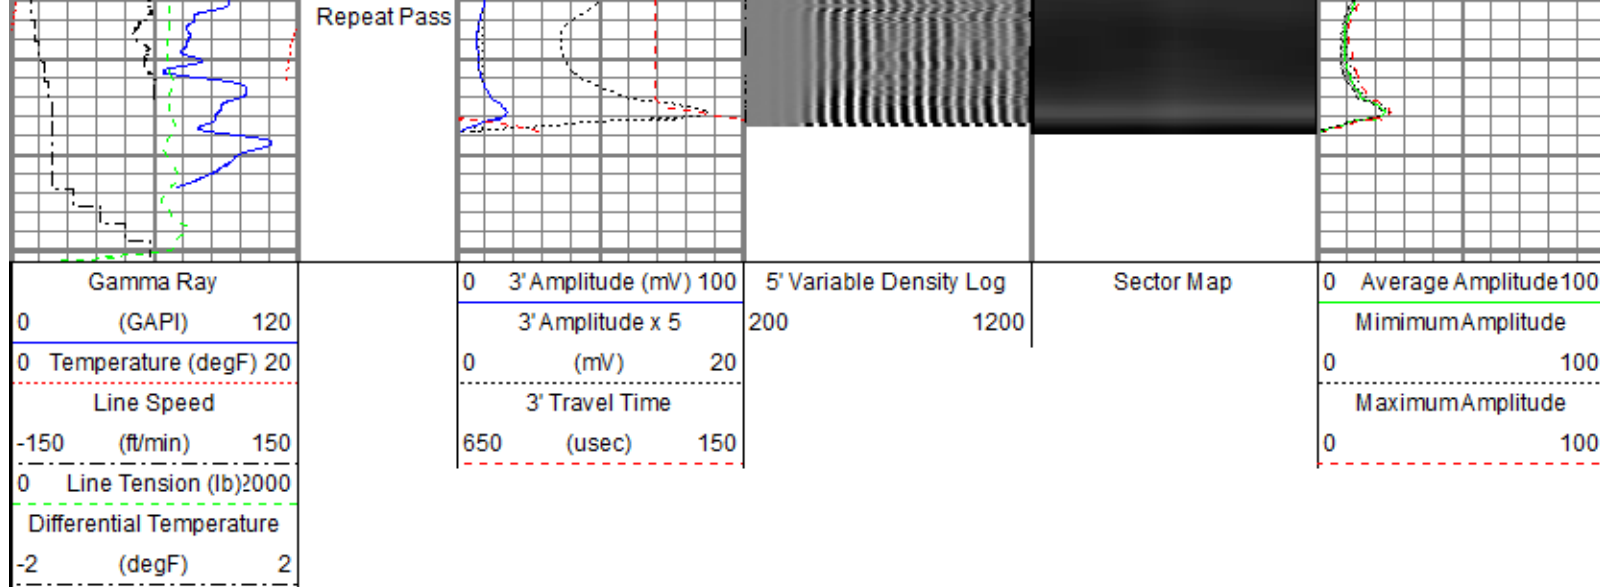 Repeat Pass
Gamma Ray
0 (GAPI) 120
0 Temperature (degF) 20
Line Speed
-150 (ft/min) 150
0 Line Tension (lb)2000
Differential Temperature
-2 (degF) 2
0 3' Amplitude (mV) 100
3' Amplitude x 5
0 (mV) 20
3' Travel Time
650 (usec) 150
5' Variable Density Log
200 1200
Sector Map
0 Average Amplitude 100
Mimimum Amplitude
0 100
Maximum Amplitude
0 100